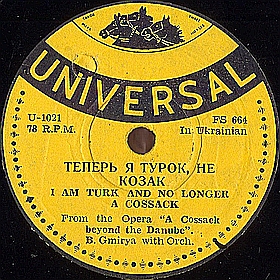 UNIVERSAL
U-1021 FS 664
78 R.P.M. In Ukrainian
ТЕПЕРЬ Я ТУРОК, НЕ
КОЗАК
I AM TURK AND NO LONGER
A COSSACK
From the Opera "A Cossack
beyond the Danube".
B. Gmirya with Orch.